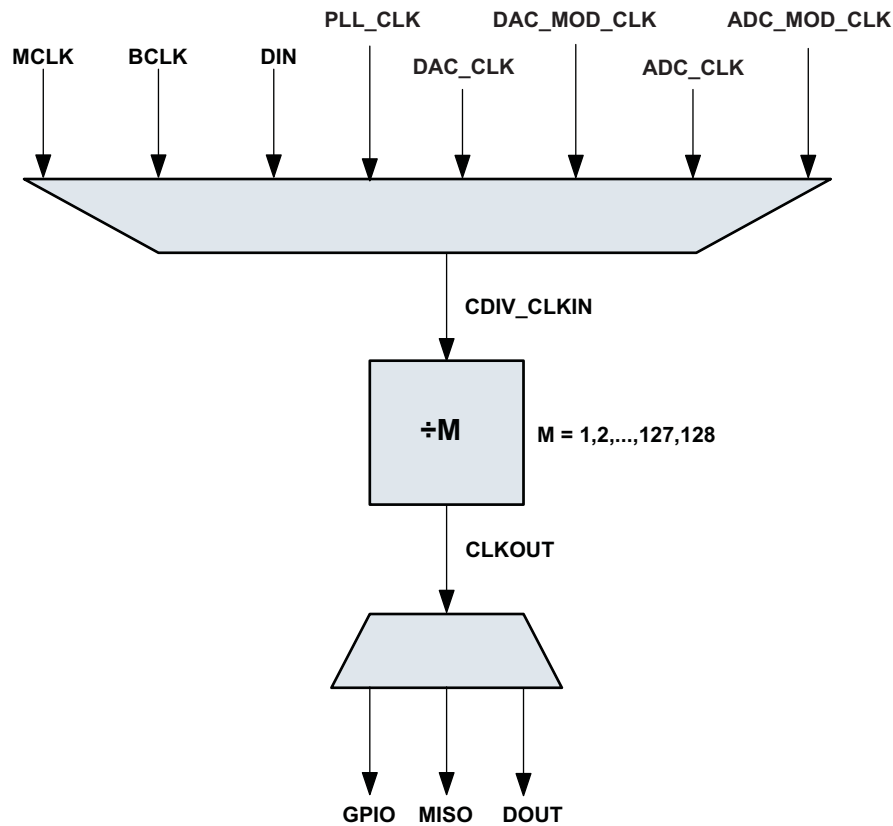 PLL_CLK DAC_MOD_CLK ADC_MOD_CLK
MCLK BCLK DIN DAC_CLK ADC_CLK
CDIV_CLKIN
÷M
M = 1,2,...,127,128
CLKOUT
GPIO MISO DOUT